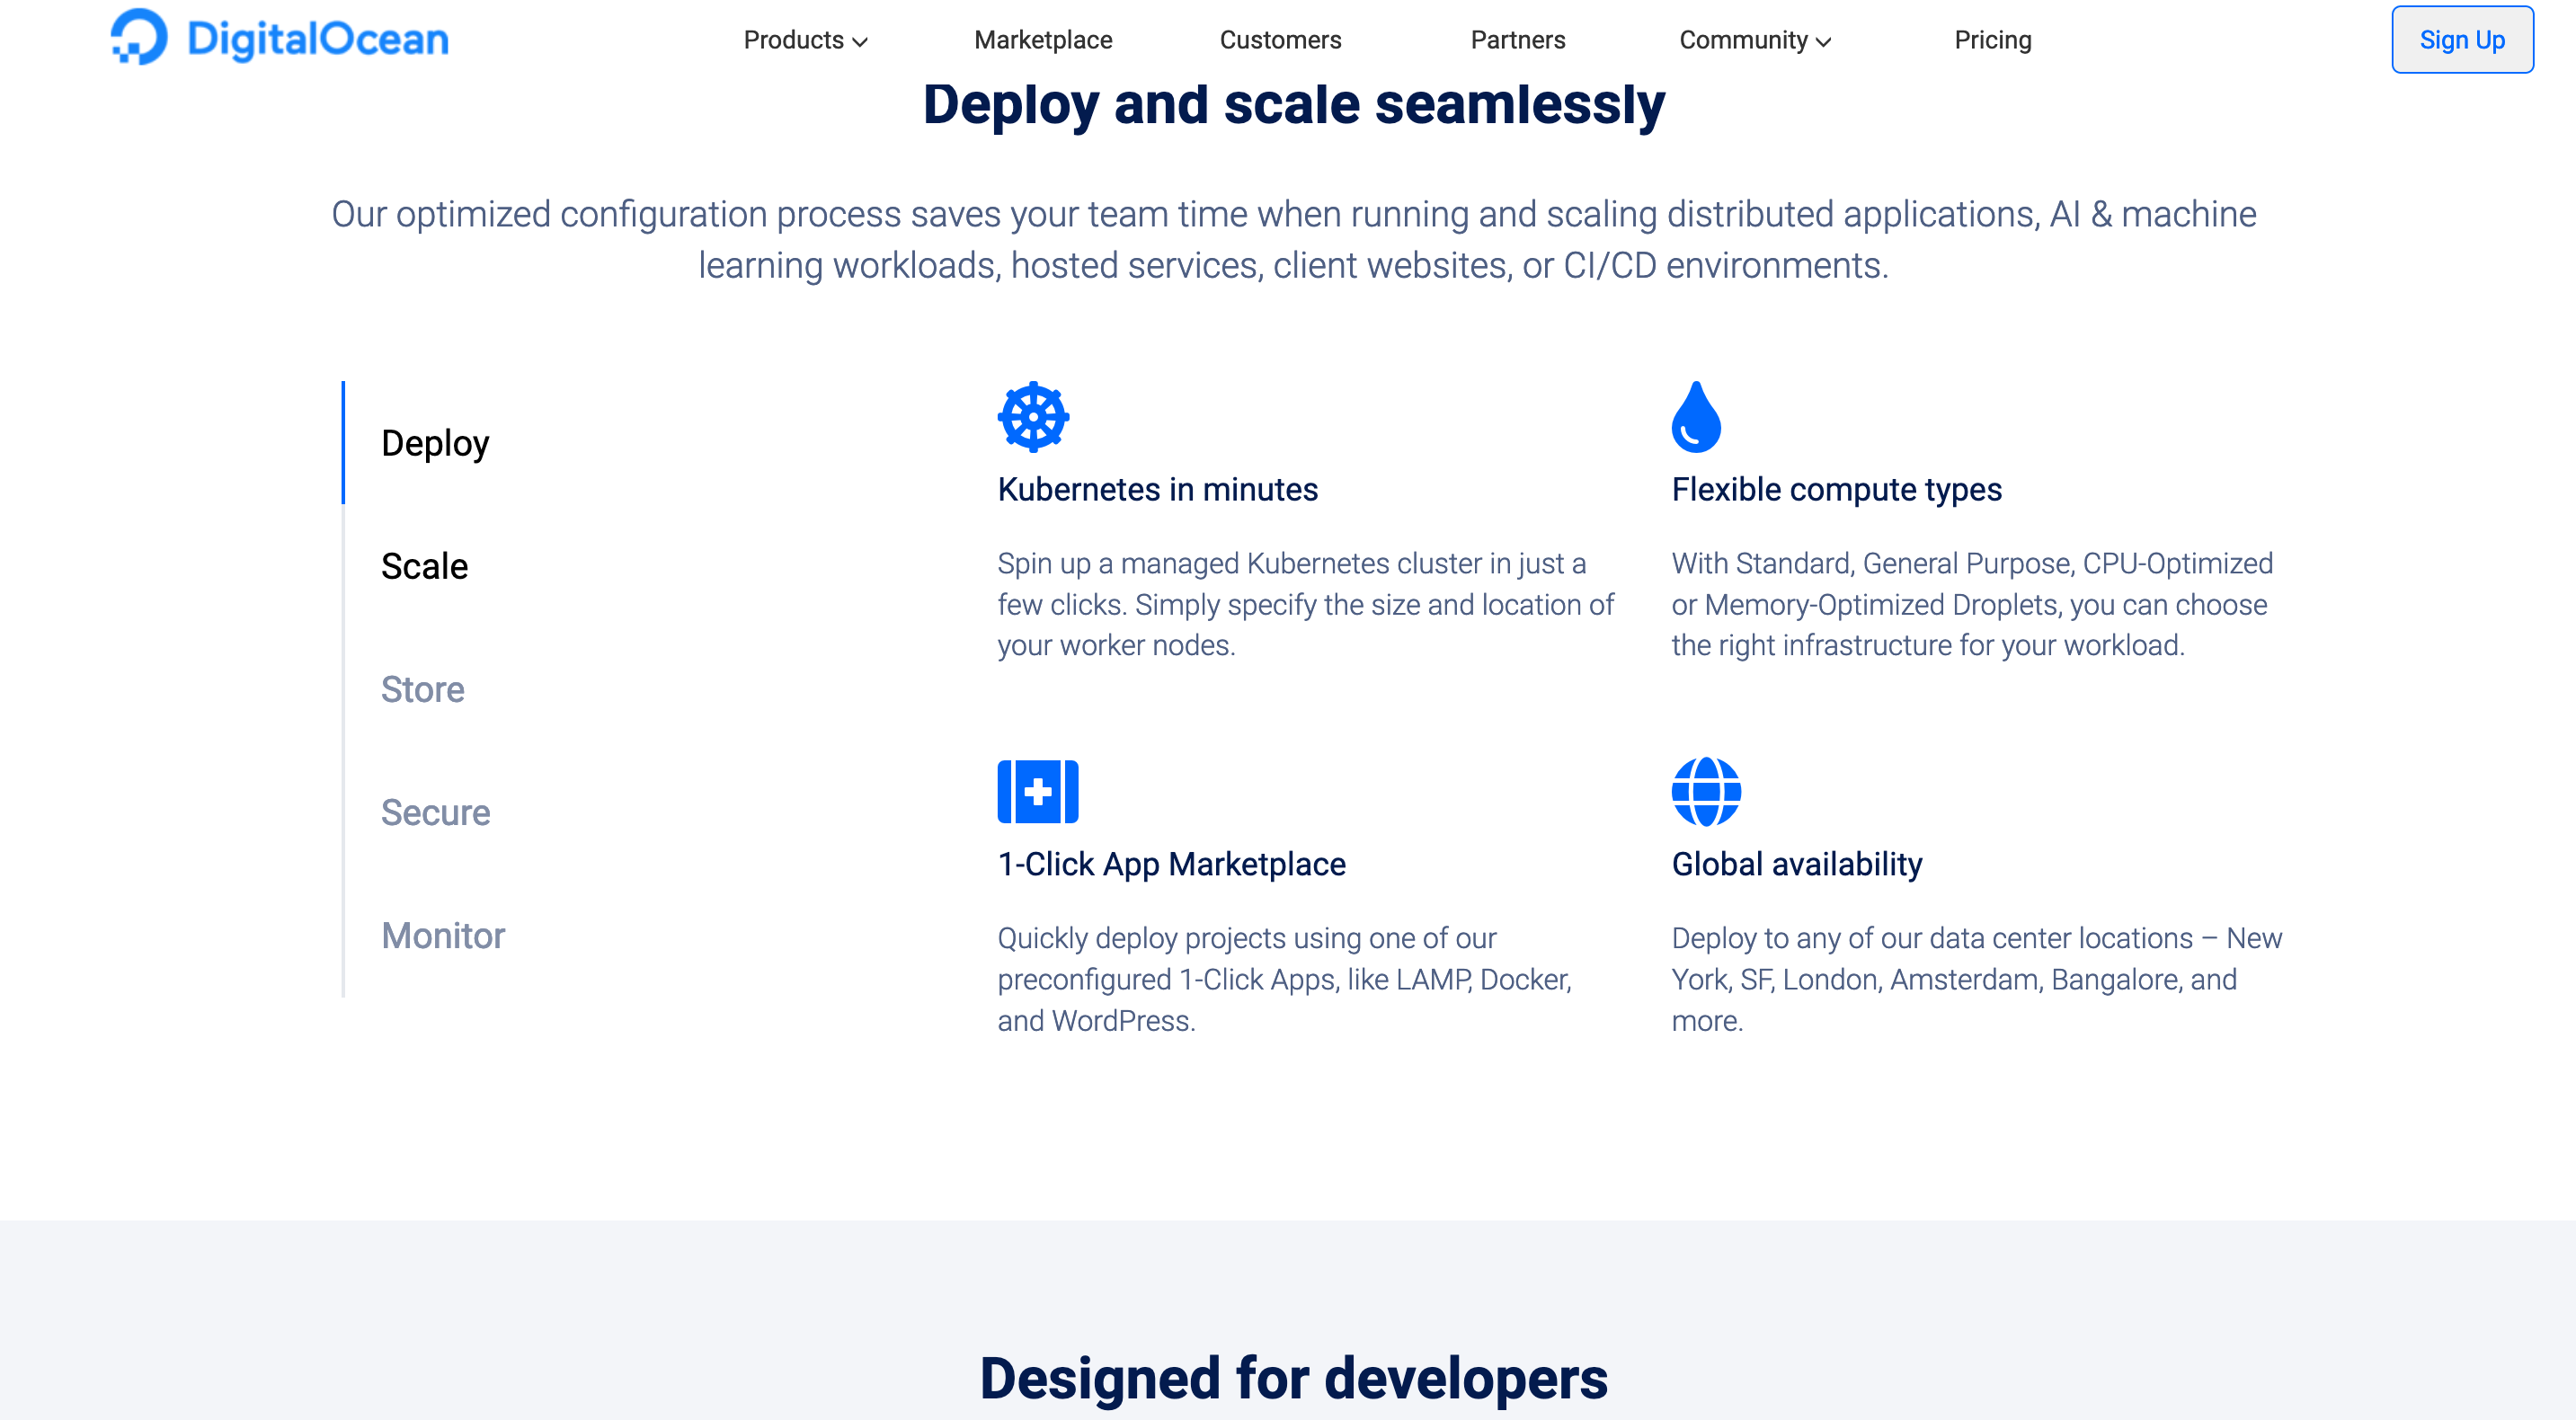 DigitalOcean
Products
Marketplace
Customers
Partners
Community
Pricing
Sign Up
Deploy and scale seamlessly
Our optimized configuration process saves your team time when running and scaling distributed applications, AI & machine
learning workloads, hosted services, client websites, or CI/CD environments.
Deploy
Scale
Store
Secure
Monitor
Kubernetes in minutes
Spin up a managed Kubernetes cluster in just a
few clicks. Simply specify the size and location of
your worker nodes.
Flexible compute types
With Standard, General Purpose, CPU-Optimized
or Memory-Optimized Droplets, you can choose
the right infrastructure for your workload.
1-Click App Marketplace
Quickly deploy projects using one of our
preconfigured 1-Click Apps, like LAMP, Docker,
and WordPress.
Global availability
Deploy to any of our data center locations – New
York, SF, London, Amsterdam, Bangalore, and
more.
Designed for developers